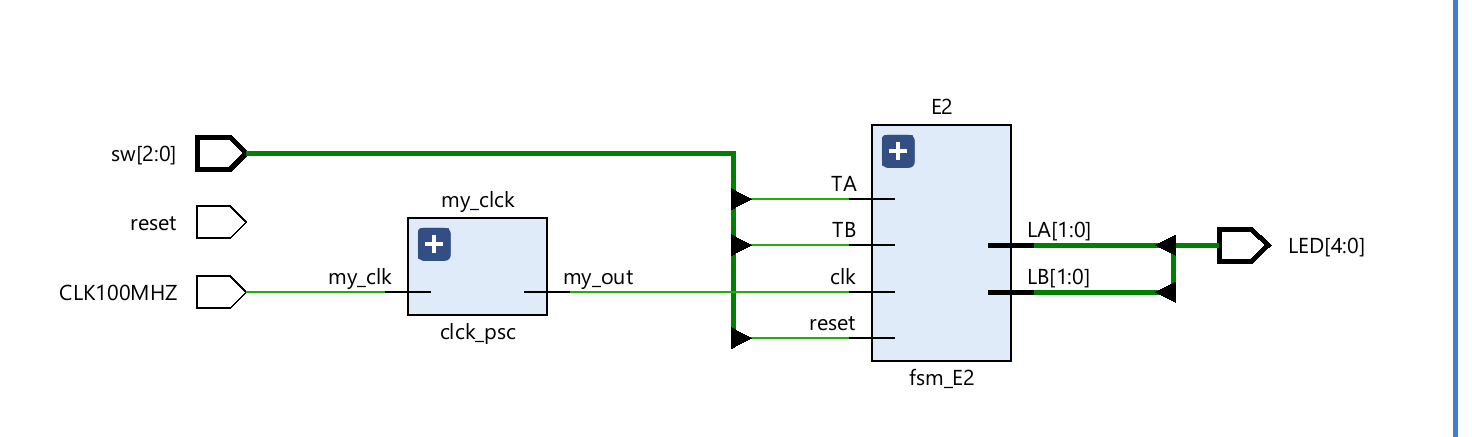 E2
sw[2:0]
TA
my_clck
reset
TB
LA[1:0]
LED[4:0]
CLK100MHZ
my_clk
my_out
clk
LB[1:0]
clck_psc
reset
fsm_E2